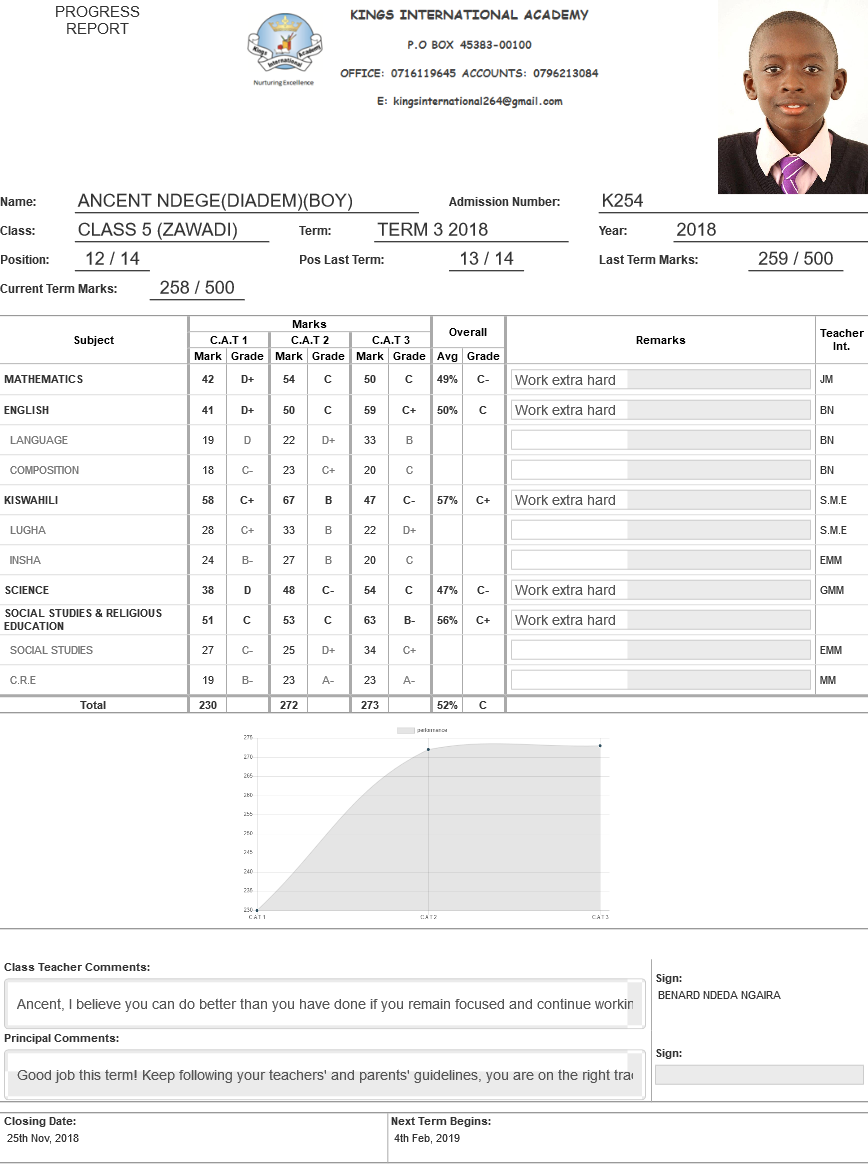 PROGRESS
REPORT
Kings Academy
International
Nurturing Excellence
KINGS INTERNATIONAL ACADEMY
P.O BOX 45383-00100
OFFICE: 0716119645 ACCOUNTS: 0796213084
E: kingsinternational264@gmail.com
Name: ANCENT NDEGE(DIADEM)(BOY) Admission Number: K254
Class: CLASS 5 (ZAWADI) Term: TERM 3 2018 Year: 2018
Position: 12 / 14 Pos Last Term: 13 / 14 Last Term Marks: 259 / 500
Current Term Marks: 258 / 500
Subject Marks Overall Remarks Teacher Int.
C.A.T 1 C.A.T 2 C.A.T 3
Mark Grade Mark Grade Mark Grade Avg Grade
MATHEMATICS 42 D+ 54 C 50 C 49% C- Work extra hard JM
ENGLISH 41 D+ 50 C 59 C+ 50% C Work extra hard BN
LANGUAGE 19 D 22 D+ 33 B BN
COMPOSITION 18 C- 23 C+ 20 C BN
KISWAHILI 58 C+ 67 B 47 C- 57% C+ Work extra hard S.M.E
LUGHA 28 C+ 33 B 22 D+ S.M.E
INSHA 24 B- 27 B 20 C EMM
SCIENCE 38 D 48 C- 54 C 47% C- Work extra hard GMM
SOCIAL STUDIES & RELIGIOUS
EDUCATION 51 C 53 C 63 B- 56% C+ Work extra hard
SOCIAL STUDIES 27 C- 25 D+ 34 C+ EMM
C.R.E 19 B- 23 A- 23 A- MM
Total 230 272 273 52% C
performance
275
270
265
260
255
250
245
240
235
230
C.A.T 1 C.A.T 2 C.A.T 3
Class Teacher Comments:
Ancent, I believe you can do better than you have done if you remain focused and continue workin
Sign:
BENARD NDEDA NGAIRA
Principal Comments:
Good job this term! Keep following your teachers' and parents' guidelines, you are on the right tra
Sign:
Closing Date:
25th Nov, 2018
Next Term Begins:
4th Feb, 2019